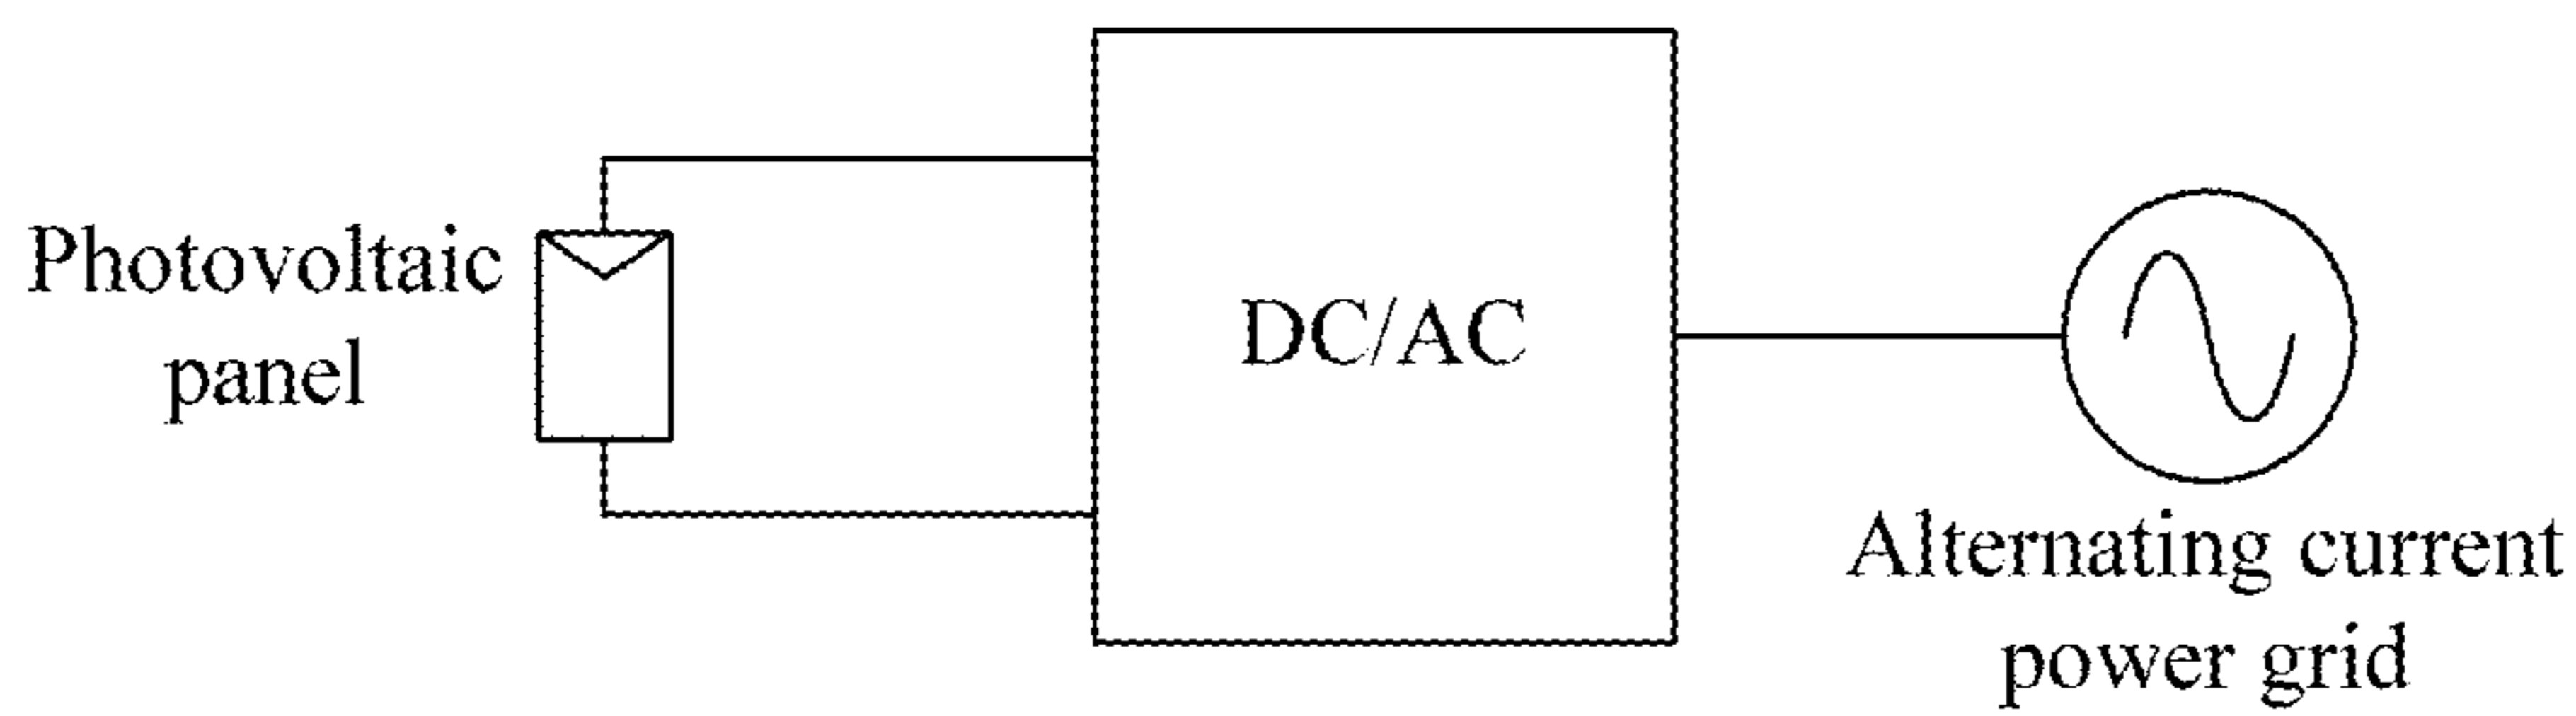 Photovoltaic
panel
DC/AC
Alternating current
power grid